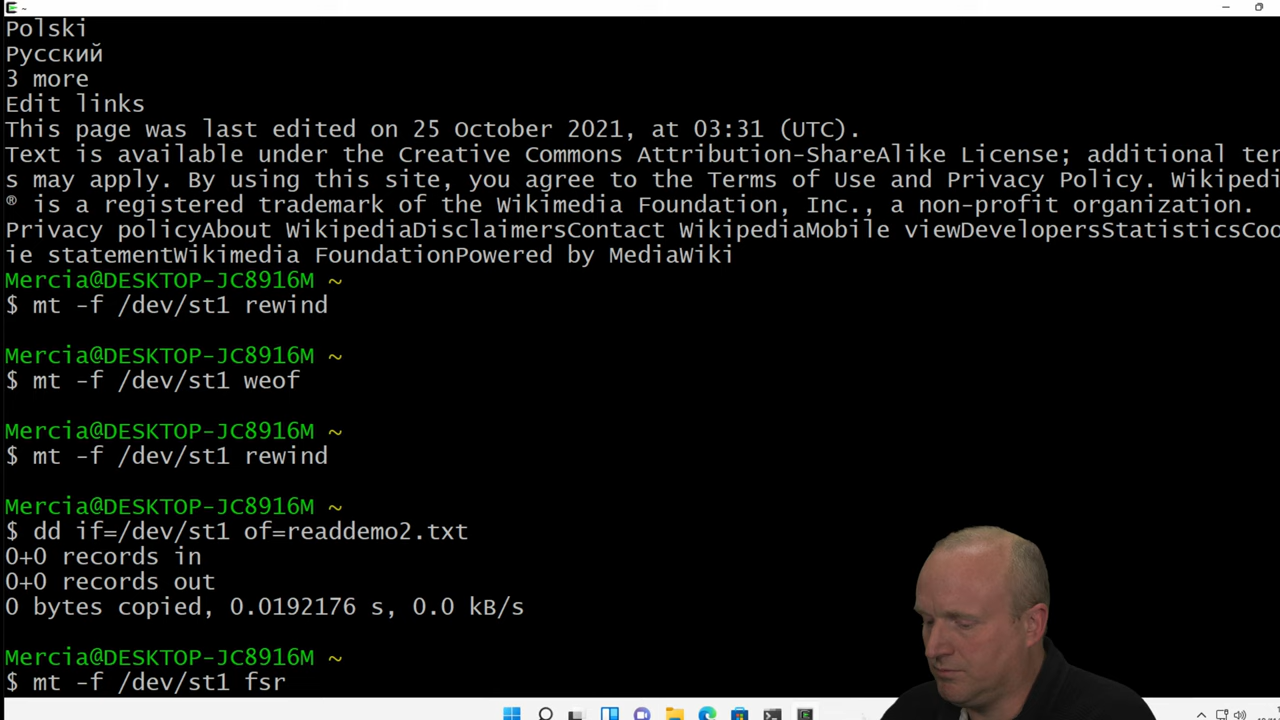 ~
Polski
Русский
3 more
Edit links
This page was last edited on 25 October 2021, at 03:31 (UTC).
Text is available under the Creative Commons Attribution-ShareAlike License; additional ter
s may apply. By using this site, you agree to the Terms of Use and Privacy Policy. Wikipedi
® is a registered trademark of the Wikimedia Foundation, Inc., a non-profit organization.
Privacy policyAbout WikipediaDisclaimersContact WikipediaMobile viewDevelopersStatisticsCoo
ie statementWikimedia FoundationPowered by MediaWiki
Mercia@DESKTOP-JC8916M ~
$ mt -f /dev/st1 rewind
Mercia@DESKTOP-JC8916M ~
$ mt -f /dev/st1 weof
Mercia@DESKTOP-JC8916M ~
$ mt -f /dev/st1 rewind
Mercia@DESKTOP-JC8916M ~
$ dd if=/dev/st1 of=readdemo2.txt
0+0 records in
0+0 records out
0 bytes copied, 0.0192176 s, 0.0 kB/s
Mercia@DESKTOP-JC8916M ~
$ mt -f /dev/st1 fsr